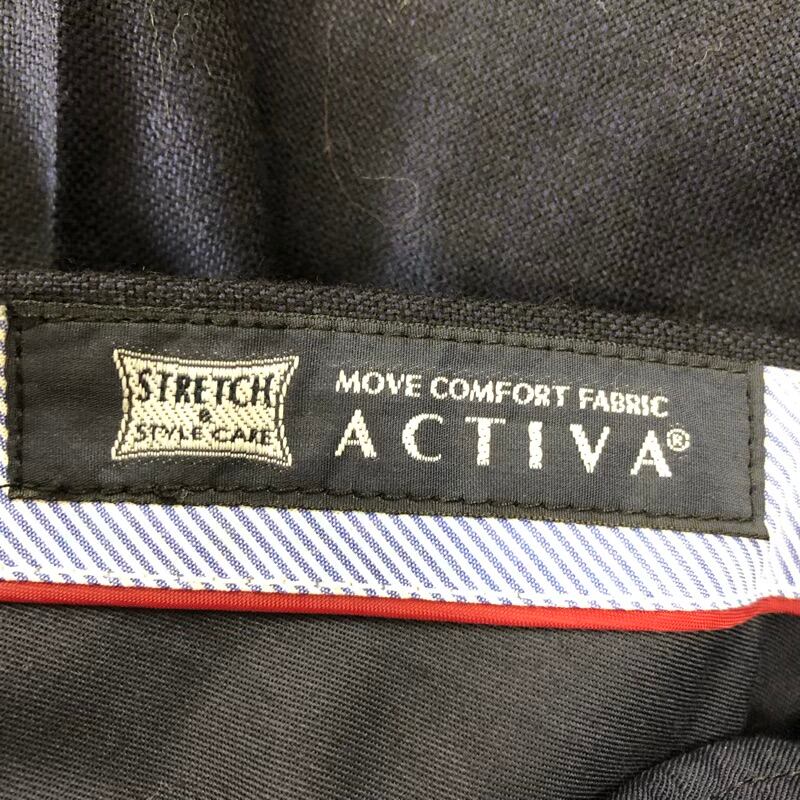 STRETCH
&
STYLE CARE
MOVE COMFORT FABRIC
ACTIVA®